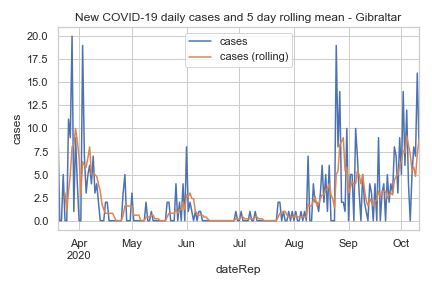 New COVID-19 daily cases and 5 day rolling mean - Gibraltar
cases
cases (rolling)
20.0
17.5
15.0
12.5
10.0
7.5
5.0
2.5
0.0
cases
Apr May Jun Jul Aug Sep Oct
2020
dateRep